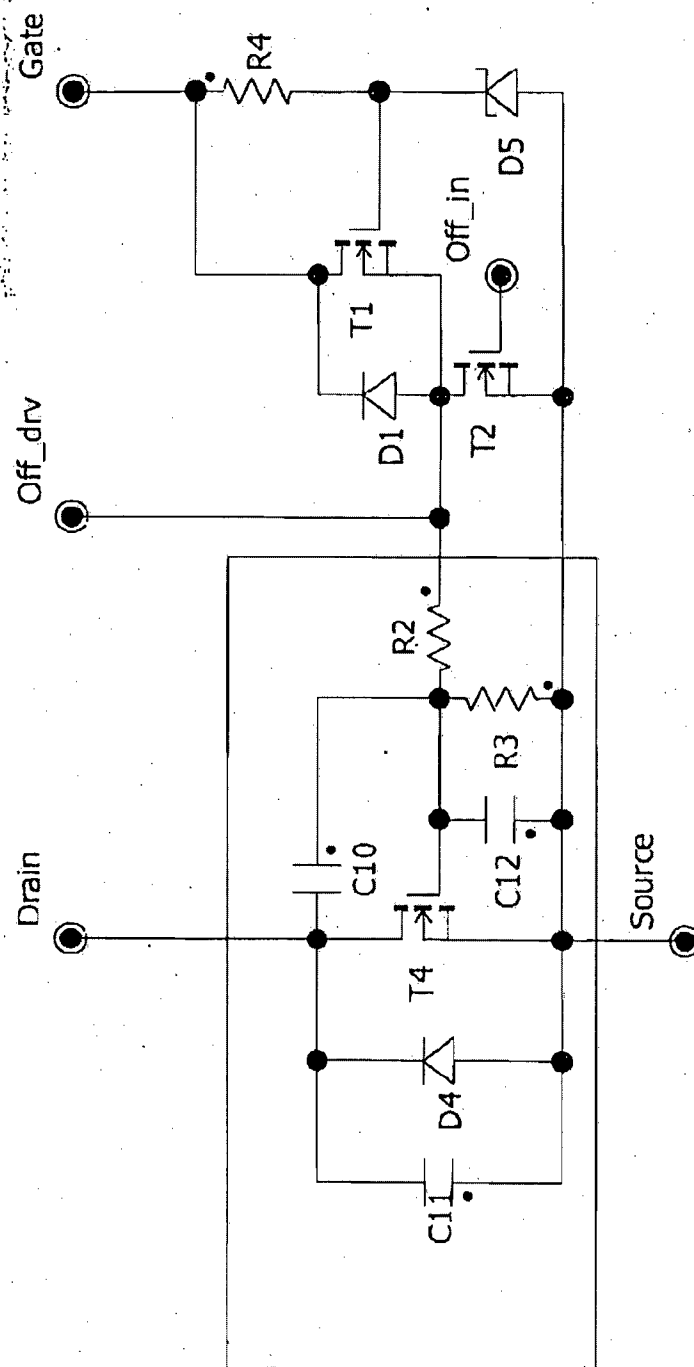 Gate
R4
D5
Off_in
T1
D1
T2
Off_drv
R2
R3
C10
C12
Drain
T4
Source
D4
C11